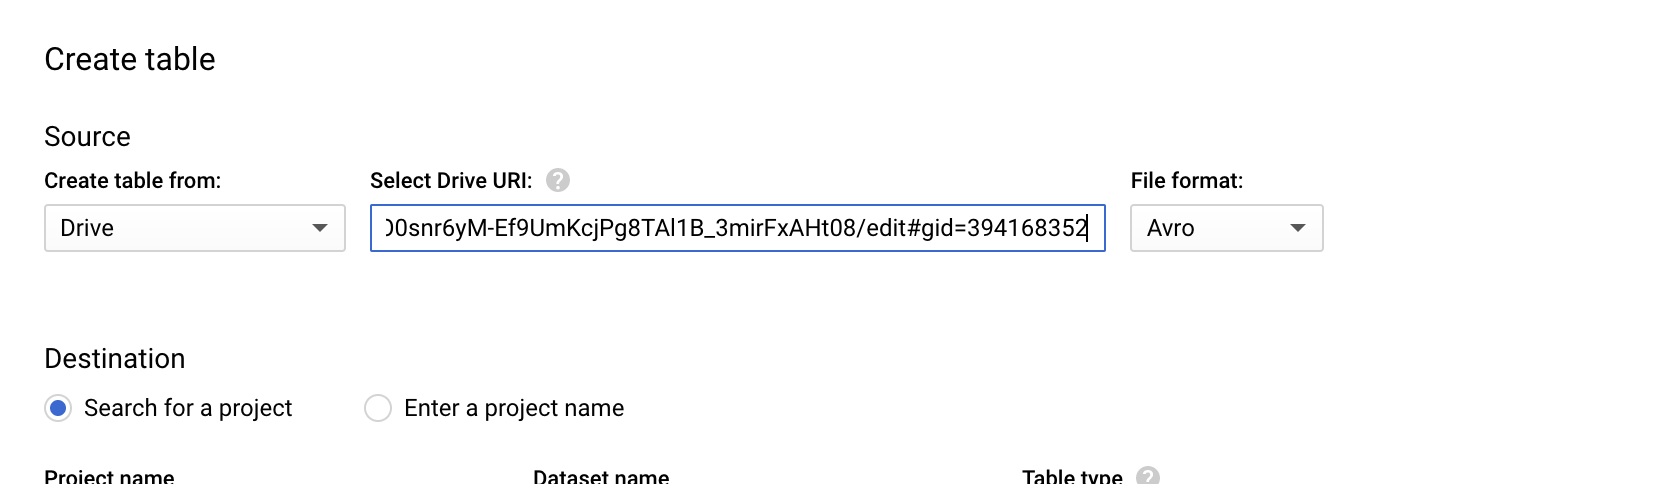 Create table
Source
Create table from:
Select Drive URI: ?
File format:
Drive
0snr6yM-Ef9UmKcjPg8TAl1B_3mirFxAHt08/edit#gid=394168352
Avro
Destination
Search for a project
Enter a project name
Project name
Dataset name
Table type ?